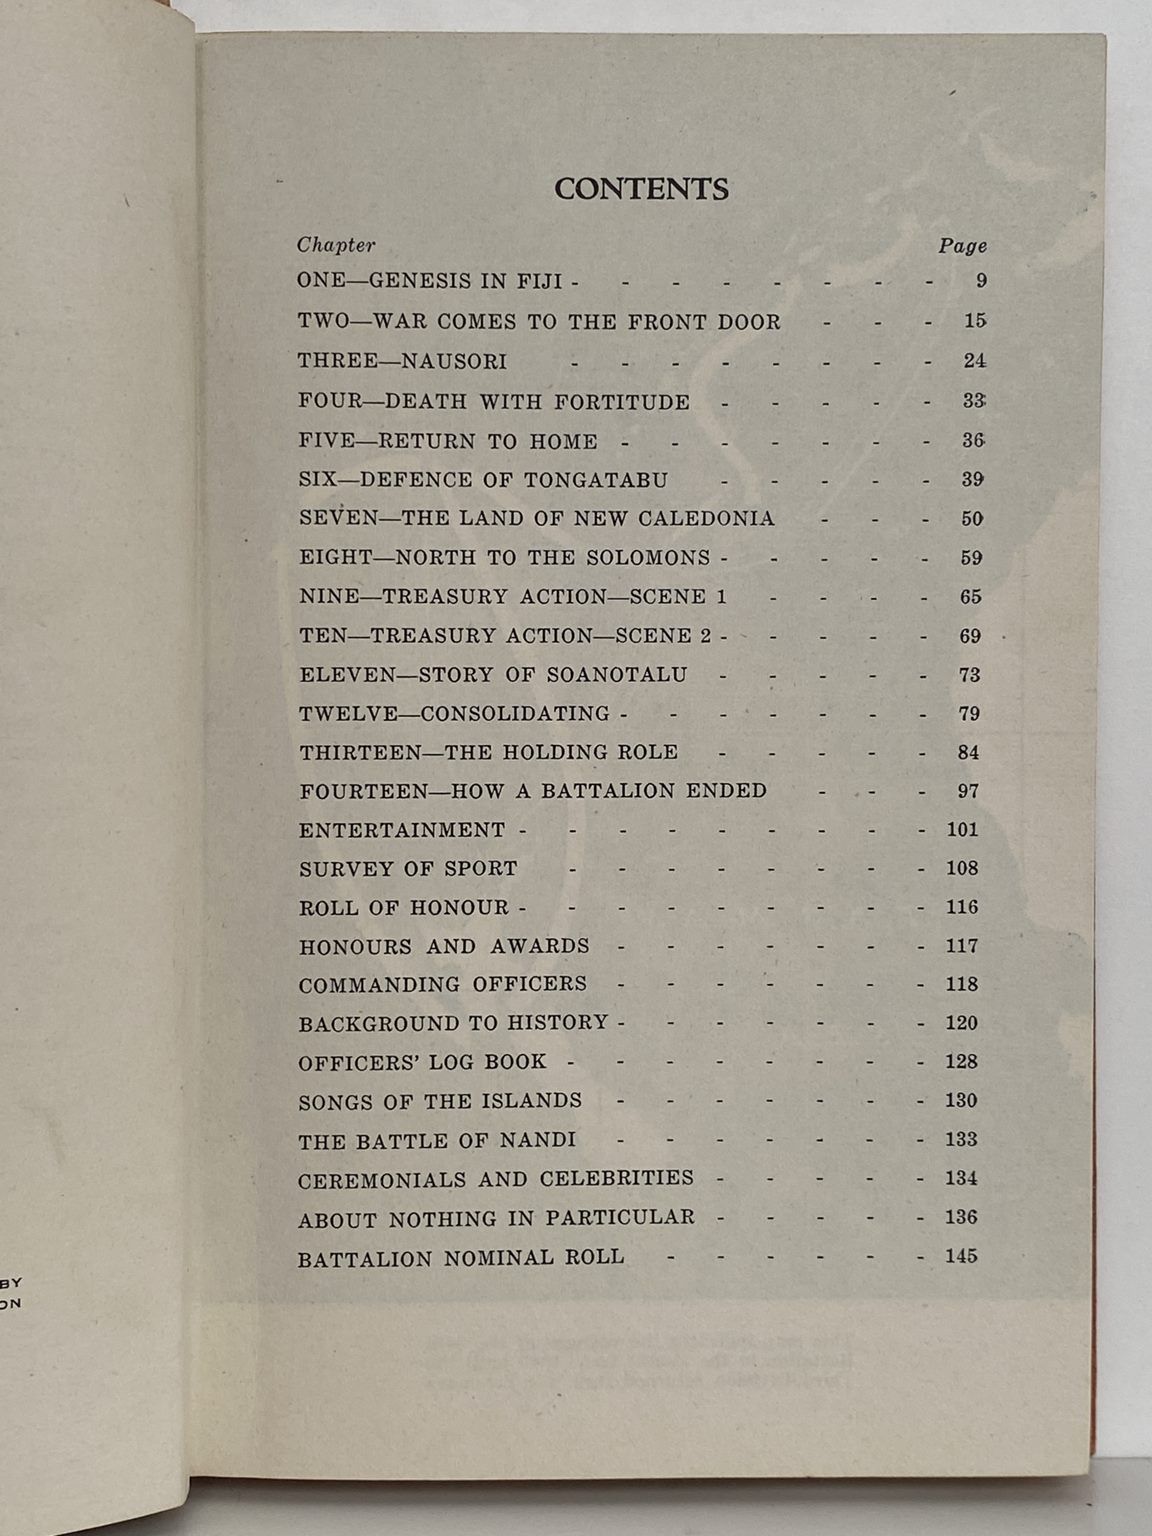 CONTENTS
Chapter Page
ONE—GENESIS IN FIJI - - - - - - - - 9
TWO—WAR COMES TO THE FRONT DOOR - - - 15
THREE—NAUSORI - - - - - - - - 24
FOUR—DEATH WITH FORTITUDE - - - - - 33
FIVE—RETURN TO HOME - - - - - - - 36
SIX—DEFENCE OF TONGATABU - - - - - 39
SEVEN—THE LAND OF NEW CALEDONIA - - - 50
EIGHT—NORTH TO THE SOLOMONS - - - - - 59
NINE—TREASURY ACTION—SCENE 1 - - - - 65
TEN—TREASURY ACTION—SCENE 2 - - - - - 69
ELEVEN—STORY OF SOANOTALU - - - - - 73
TWELVE—CONSOLIDATING - - - - - - - 79
THIRTEEN—THE HOLDING ROLE - - - - - 84
FOURTEEN—HOW A BATTALION ENDED - - - 97
ENTERTAINMENT - - - - - - - - - 101
SURVEY OF SPORT - - - - - - - - 108
ROLL OF HONOUR - - - - - - - - - 116
HONOURS AND AWARDS - - - - - - - 117
COMMANDING OFFICERS - - - - - - - 118
BACKGROUND TO HISTORY - - - - - - - 120
OFFICERS' LOG BOOK - - - - - - - - 128
SONGS OF THE ISLANDS - - - - - - - 130
THE BATTLE OF NANDI - - - - - - - 133
CEREMONIALS AND CELEBRITIES - - - - - 134
ABOUT NOTHING IN PARTICULAR - - - - - 136
BATTALION NOMINAL ROLL - - - - - - 145
BY
ON